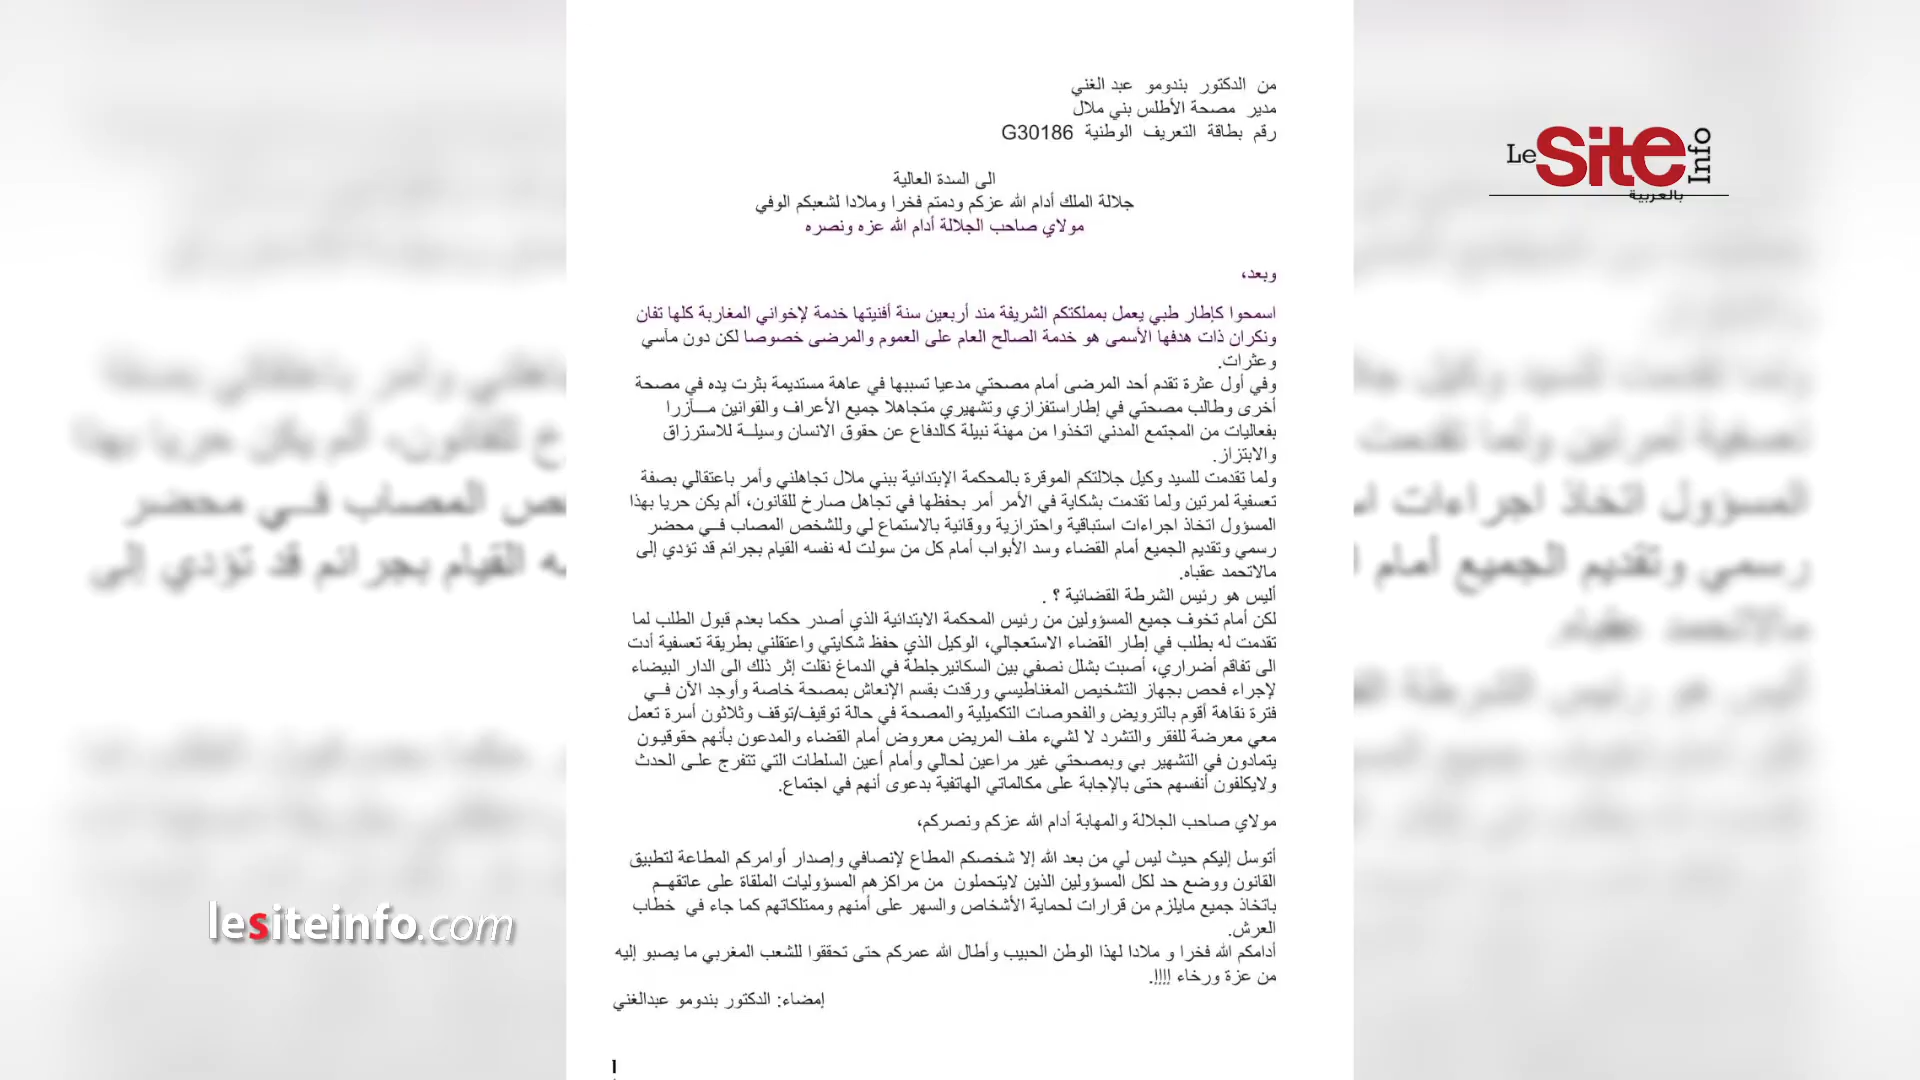 من الدكتور بندومو عبد الغني
مدير مصحة الأطلس بني ملال
رقم بطاقة التعريف الوطنية G30186
الى السدة العالية
جلالة الملك أدام الله عزكم ودمتم فخرا وملادا لشعبكم الوفي
مولاي صاحب الجلالة أدام الله عزه ونصره
وبعد،
اسمحوا كإطار طبي يعمل بمملكتكم الشريفة مند أربعين سنة أفنيتها خدمة لإخواني المغاربة كلها تفان
ونكران ذات هدفها الأسمى هو خدمة الصالح العام على العموم والمرضى خصوصا لكن دون مآسي
وعثرات.
وفي أول عثرة تقدم أحد المرضى أمام مصحتي مدعيا تسببها في عاهة مستديمة بثرت يده في مصحة
أخرى وطالب مصحتي في إطاراستفزازي وتشهيري متجاهلا جميع الأعراف والقوانين مـــآزرا
بفعاليات من المجتمع المدني اتخذوا من مهنة نبيلة كالدفاع عن حقوق الانسان وسيلــة للاسترزاق
والابتزاز.
ولما تقدمت للسيد وكيل جلالتكم الموقرة بالمحكمة الإبتدائية ببني ملال تجاهلني وأمر باعتقالي بصفة
تعسفية لمرتين ولما تقدمت بشكاية في الأمر أمر بحفظها في تجاهل صارخ للقانون، ألم يكن حريا بهذا
المسؤول اتخاذ اجراءات استباقية واحترازية ووقائية بالاستماع لي وللشخص المصاب فــي محضر
رسمي وتقديم الجميع أمام القضاء وسد الأبواب أمام كل من سولت له نفسه القيام بجرائم قد تؤدي إلى
مالاتحمد عقباه.
أليس هو رئيس الشرطة القضائية ؟ .
لكن أمام تخوف جميع المسؤولين من رئيس المحكمة الابتدائية الذي أصدر حكما بعدم قبول الطلب لما
تقدمت له بطلب في إطار القضاء الاستعجالي، الوكيل الذي حفظ شكايتي واعتقلني بطريقة تعسفية أدت
الى تفاقم أضراري، أصبت بشلل نصفي بين السكانيرجلطة في الدماغ نقلت إثر ذلك الى الدار البيضاء
لإجراء فحص بجهاز التشخيص المغناطيسي ورقدت بقسم الإنعاش بمصحة خاصة وأوجد الآن فــي
فترة نقاهة أقوم بالترويض والفحوصات التكميلية والمصحة في حالة توقيف/توقف وثلاثون أسرة تعمل
معي معرضة للفقر والتشرد لا لشيء ملف المريض معروض أمام القضاء والمدعون بأنهم حقوقيـون
يتمادون في التشهير بي وبمصحتي غير مراعين لحالي وأمام أعين السلطات التي تتفرج علـى الحدث
ولايكلفون أنفسهم حتى بالإجابة على مكالماتي الهاتفية بدعوى أنهم في اجتماع.
مولاي صاحب الجلالة والمهابة أدام الله عزكم ونصركم،
أتوسل إليكم حيث ليس لي من بعد الله إلا شخصكم المطاع لإنصافي وإصدار أوامركم المطاعة لتطبيق
القانون ووضع حد لكل المسؤولين الذين لايتحملون من مراكزهم المسؤوليات الملقاة على عاتقهــم
باتخاذ جميع مايلزم من قرارات لحماية الأشخاص والسهر على أمنهم وممتلكاتهم كما جاء في خطاب
العرش.
أدامكم الله فخرا و ملادا لهذا الوطن الحبيب وأطال الله عمركم حتى تحققوا للشعب المغربي ما يصبو إليه
من عزة ورخاء !!!!.
إمضاء: الدكتور بندومو عبدالغني
Le Site Info
بالعربية
lesiteinfo.com